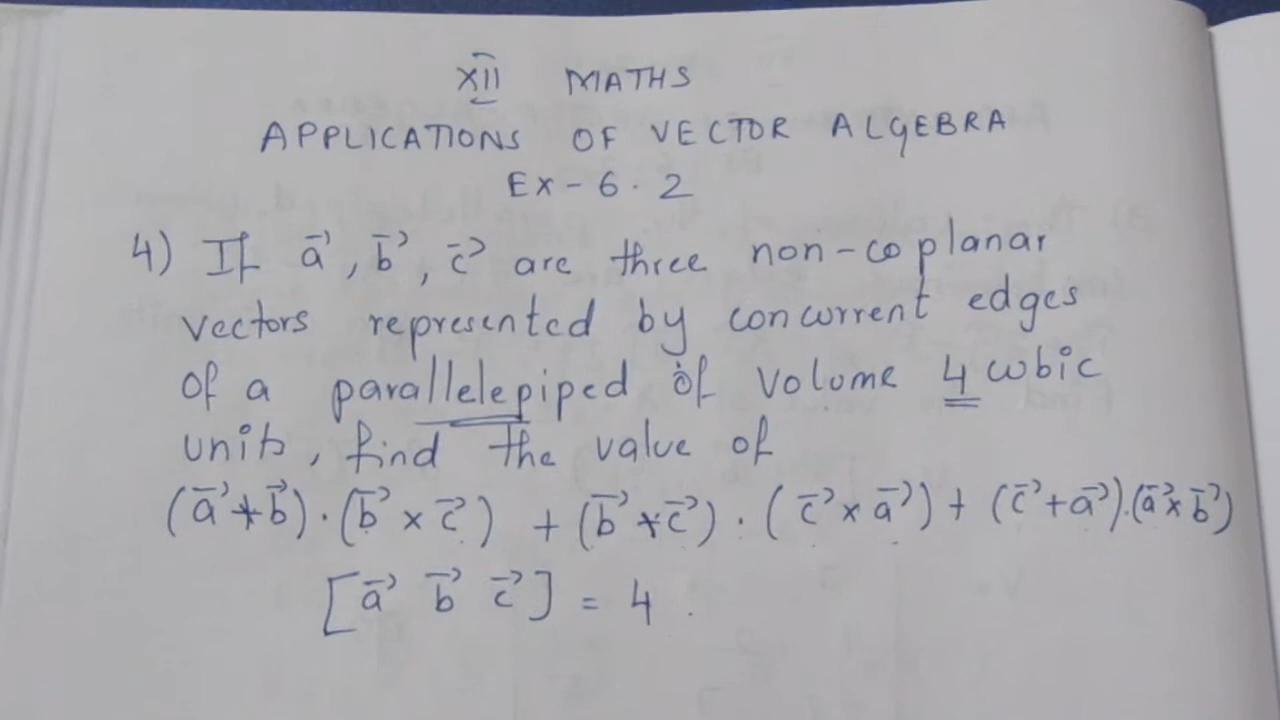 XII MATHS
APPLICATIONS OF VECTOR ALGEBRA
Ex-6.2
4) If a⃗, b⃗, c⃗ are three non-coplanar
vectors represented by concurrent edges
of a parallelepiped of volume 4 cubic
units, find the value of
(a⃗+b⃗).(b⃗×c⃗) + (b⃗+c⃗).(c⃗×a⃗) + (c⃗+a⃗).(a⃗×b⃗)
[a⃗ b⃗ c⃗] = 4.